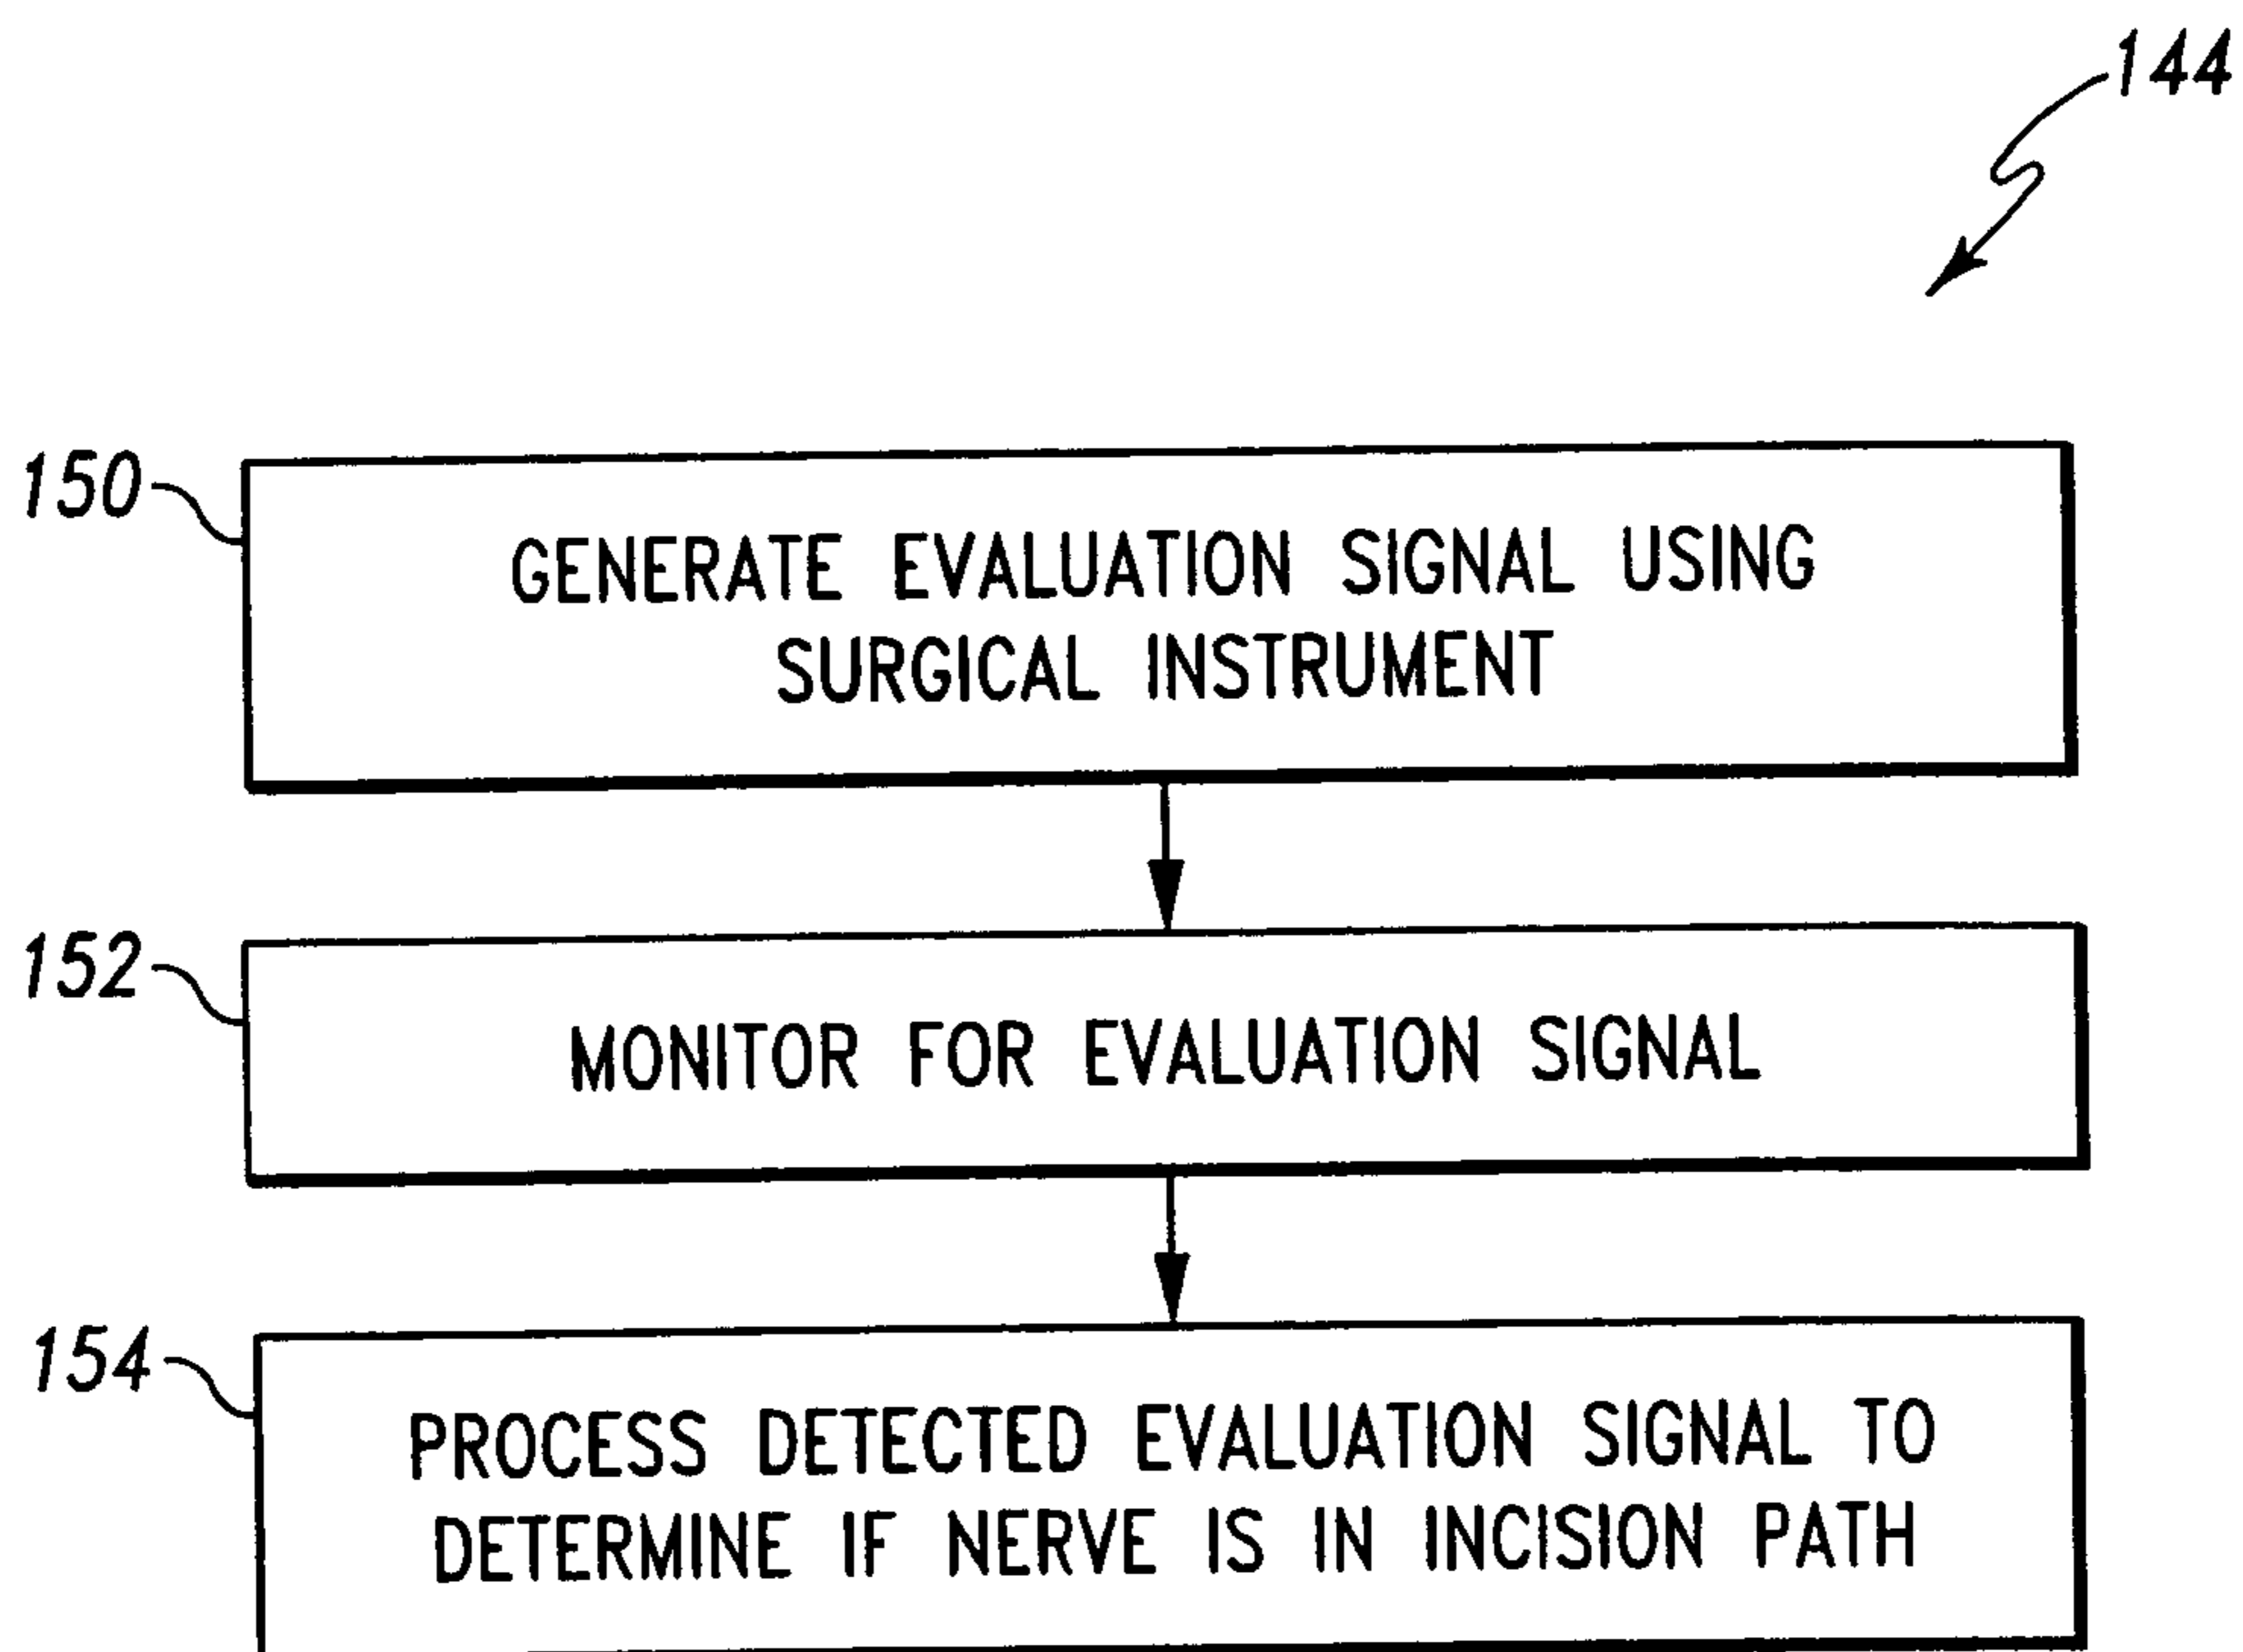 144
150
GENERATE EVALUATION SIGNAL USING
SURGICAL INSTRUMENT
152
MONITOR FOR EVALUATION SIGNAL
154
PROCESS DETECTED EVALUATION SIGNAL TO
DETERMINE IF NERVE IS IN INCISION PATH